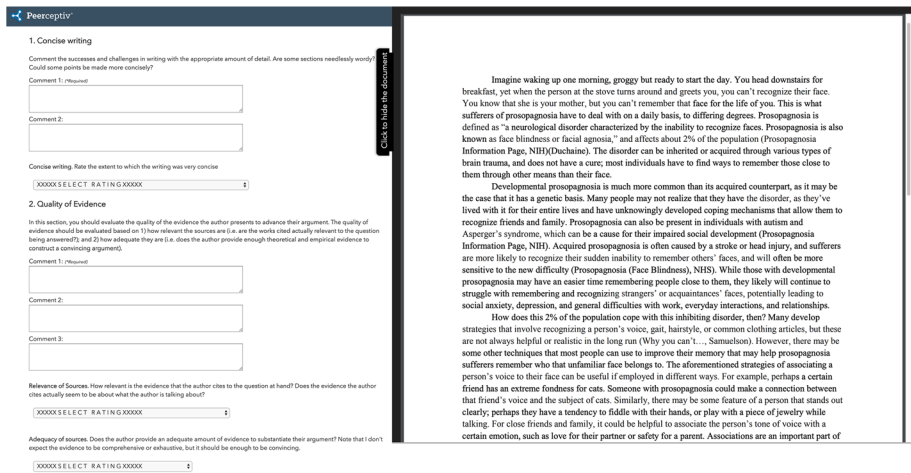 Peerceptiv
1. Concise writing
Comment the successes and challenges in writing with the appropriate amount of detail. Are some sections needlessly wordy?
Could some points be made more concisely?
Comment 1: (*Required)
Comment 2:
Concise writing. Rate the extent to which the writing was very concise
XXXXXSELECT RATINGXXXXX
2. Quality of Evidence
In this section, you should evaluate the quality of the evidence the author presents to advance their argument. The quality of
evidence should be evaluated based on 1) how relevant the sources are (i.e. are the works cited actually relevant to the question
being answered?); and 2) how adequate they are (i.e. does the author provide enough theoretical and empirical evidence to
construct a convincing argument).
Comment 1: (*Required)
Comment 2:
Comment 3:
Relevance of Sources. How relevant is the evidence that the author cites to the question at hand? Does the evidence the author
cites actually seem to be about what the author is talking about?
XXXXXSELECT RATINGXXXXX
Adequacy of sources. Does the author provide an adequate amount of evidence to substantiate their argument? Note that I don't
expect the evidence to be comprehensive or exhaustive, but it should be enough to be convincing.
XXXXXSELECT RATINGXXXXX
Click to hide the document
Imagine waking up one morning, groggy but ready to start the day. You head downstairs for
breakfast, yet when the person at the stove turns around and greets you, you can't recognize their face.
You know that she is your mother, but you can't remember that face for the life of you. This is what
sufferers of prosopagnosia have to deal with on a daily basis, to differing degrees. Prosopagnosia is
defined as "a neurological disorder characterized by the inability to recognize faces. Prosopagnosia is also
known as face blindness or facial agnosia," and affects about 2% of the population (Prosopagnosia
Information Page, NIH)(Duchaine). The disorder can be inherited or acquired through various types of
brain trauma, and does not have a cure; most individuals have to find ways to remember those close to
them through other means than their face.
Developmental prosopagnosia is much more common than its acquired counterpart, as it may be
the case that it has a genetic basis. Many people may not realize that they have the disorder, as they've
lived with it for their entire lives and have unknowingly developed coping mechanisms that allow them to
recognize friends and family. Prosopagnosia can also be present in individuals with autism and
Asperger's syndrome, which can be a cause for their impaired social development (Prosopagnosia
Information Page, NIH). Acquired prosopagnosia is often caused by a stroke or head injury, and sufferers
are more likely to recognize their sudden inability to remember others' faces, and will often be more
sensitive to the new difficulty (Prosopagnosia (Face Blindness), NHS). While those with developmental
prosopagnosia may have an easier time remembering people close to them, they likely will continue to
struggle with remembering and recognizing strangers' or acquaintances' faces, potentially leading to
social anxiety, depression, and general difficulties with work, everyday interactions, and relationships.
How does this 2% of the population cope with this inhibiting disorder, then? Many develop
strategies that involve recognizing a person's voice, gait, hairstyle, or common clothing articles, but these
are not always helpful or realistic in the long run (Why you can't…, Samuelson). However, there may be
some other techniques that most people can use to improve their memory that may help prosopagnosia
sufferers remember who that unfamiliar face belongs to. The aforementioned strategies of associating a
person's voice to their face can be useful if employed in different ways. For example, perhaps a certain
friend has an extreme fondness for cats. Someone with prosopagnosia could make a connection between
that friend's voice and the subject of cats. Similarly, there may be some feature of a person that stands out
clearly; perhaps they have a tendency to fiddle with their hands, or play with a piece of jewelry while
talking. For close friends and family, it could be helpful to associate the person's tone of voice with a
certain emotion, such as love for their partner or safety for a parent. Associations are an important part of